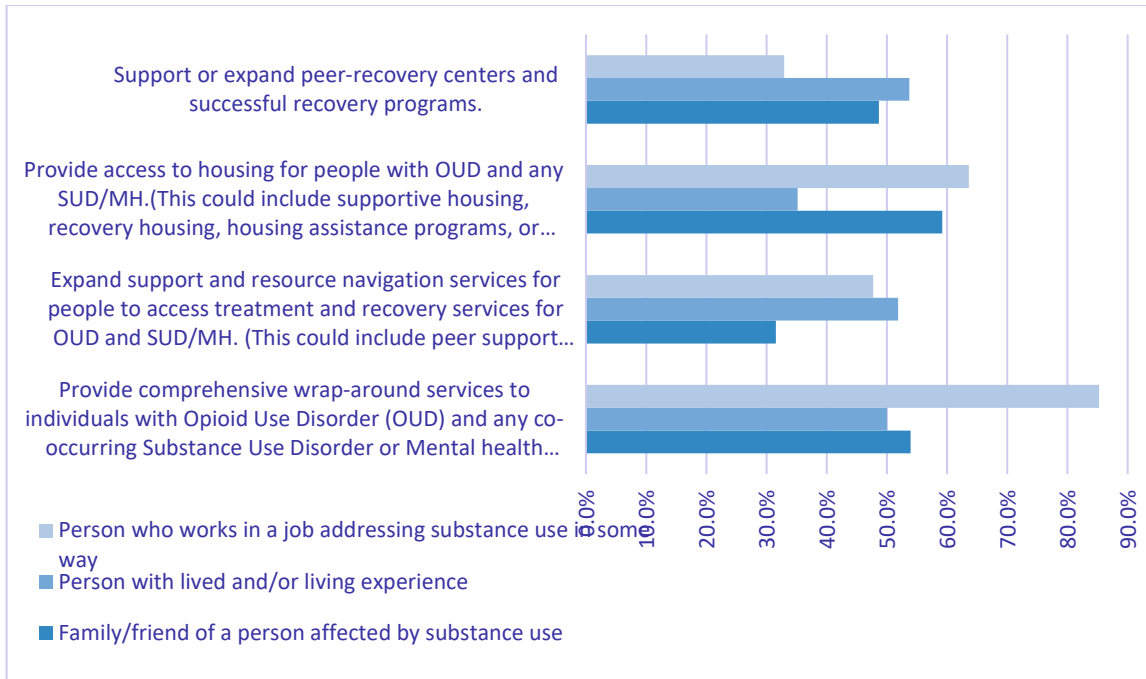 Support or expand peer-recovery centers and
successful recovery programs.
Provide access to housing for people with OUD and any
SUD/MH.(This could include supportive housing,
recovery housing, housing assistance programs, or…
Expand support and resource navigation services for
people to access treatment and recovery services for
OUD and SUD/MH. (This could include peer support…
Provide comprehensive wrap-around services to
individuals with Opioid Use Disorder (OUD) and any co-
occurring Substance Use Disorder or Mental health…
0.0%
10.0%
20.0%
30.0%
40.0%
50.0%
60.0%
70.0%
80.0%
90.0%
Person who works in a job addressing substance use in some
way
Person with lived and/or living experience
Family/friend of a person affected by substance use